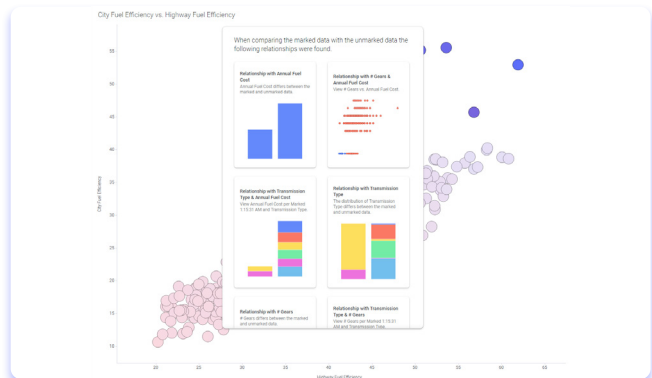 City Fuel Efficiency vs. Highway Fuel Efficiency
When comparing the marked data with the unmarked data the
following relationships were found.
Relationship with Annual Fuel
Cost
Annual Fuel Cost differs between the
marked and unmarked data.
Relationship with # Gears &
Annual Fuel Cost
View # Gears vs. Annual Fuel Cost
Relationship with Transmission
Type & Annual Fuel Cost
View Annual Fuel Cost per Marked
1:15:31 AM and Transmission Type
Relationship with Transmission
Type
The distribution of Transmission
Type differs between the marked
and unmarked data.
Relationship with # Gears
# Gears differs between the marked
and unmarked data.
Relationship with Transmission
Type & # Gears
View # Gears per Marked 1:15:31
AM and Transmission Type
City Fuel Efficiency
55
50
45
40
35
30
25
20
15
10
20
25
30
35
40
45
50
55
60
65
Highway Fuel Efficiency